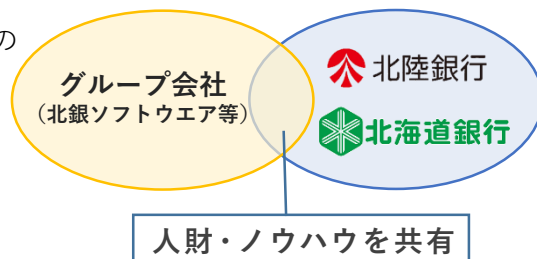 の
グループ会社
（北銀ソフトウエア等）
北陸銀行
北海道銀行
人財・ノウハウを共有